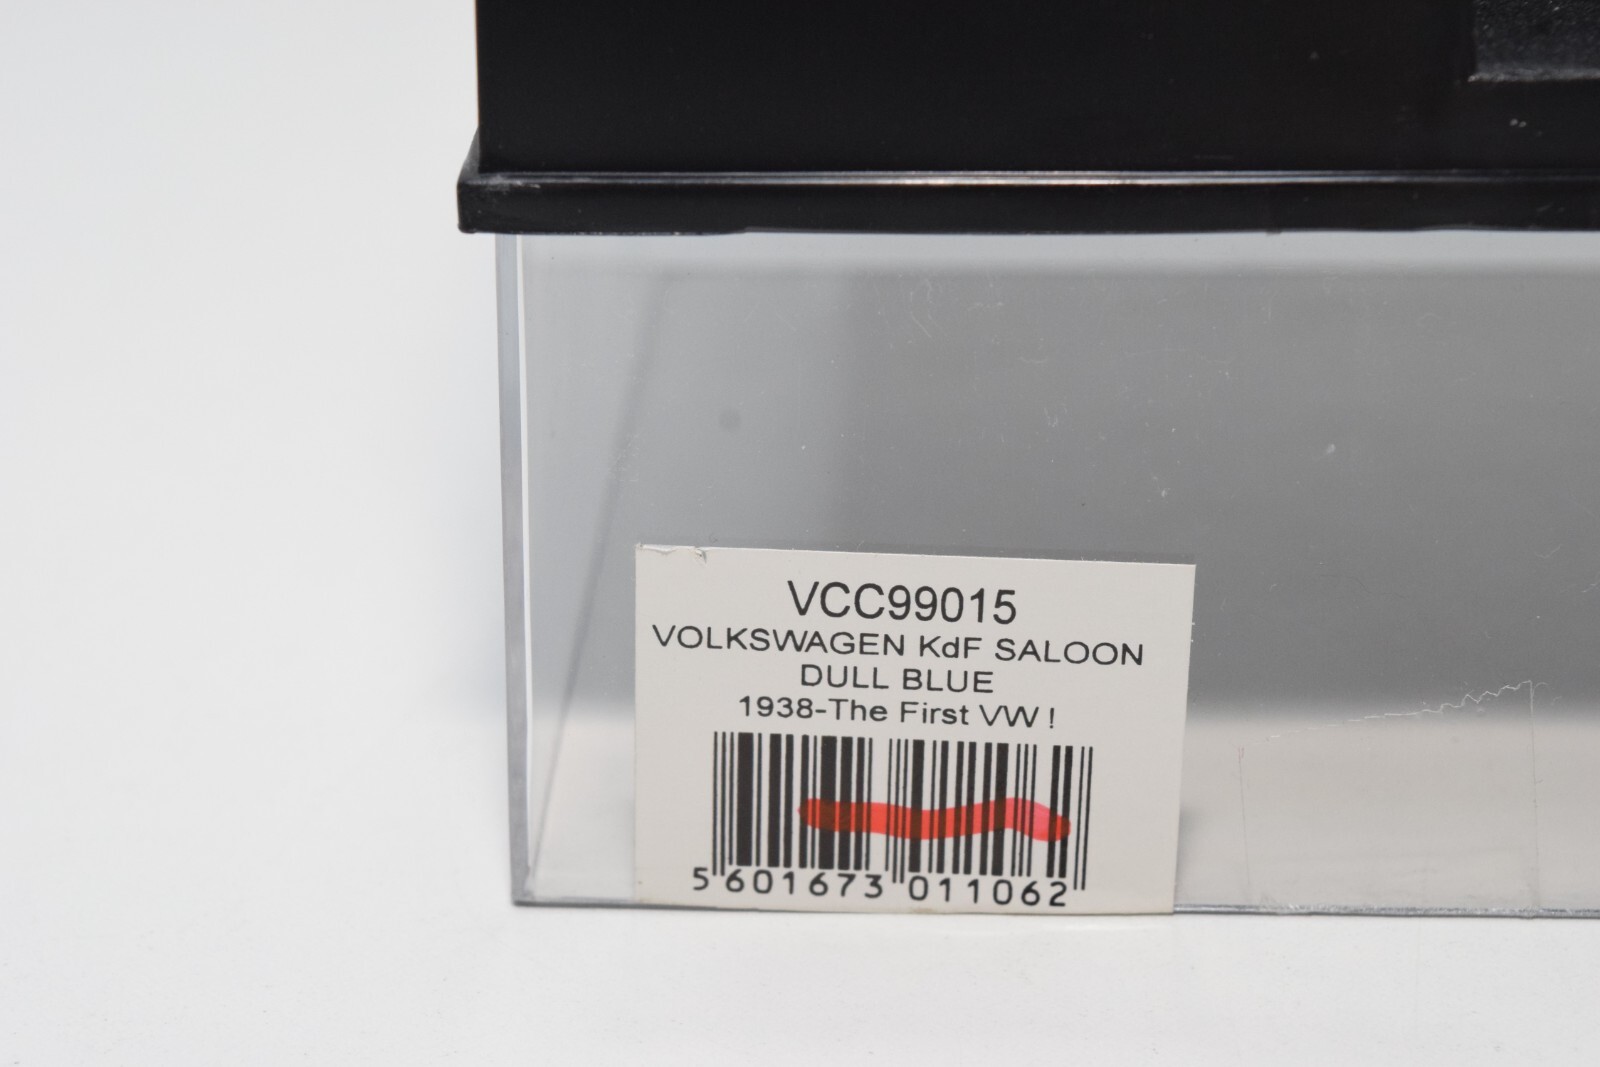 VCC99015
VOLKSWAGEN KdF SALOON
DULL BLUE
1938-The First VW !
5 601673 011062